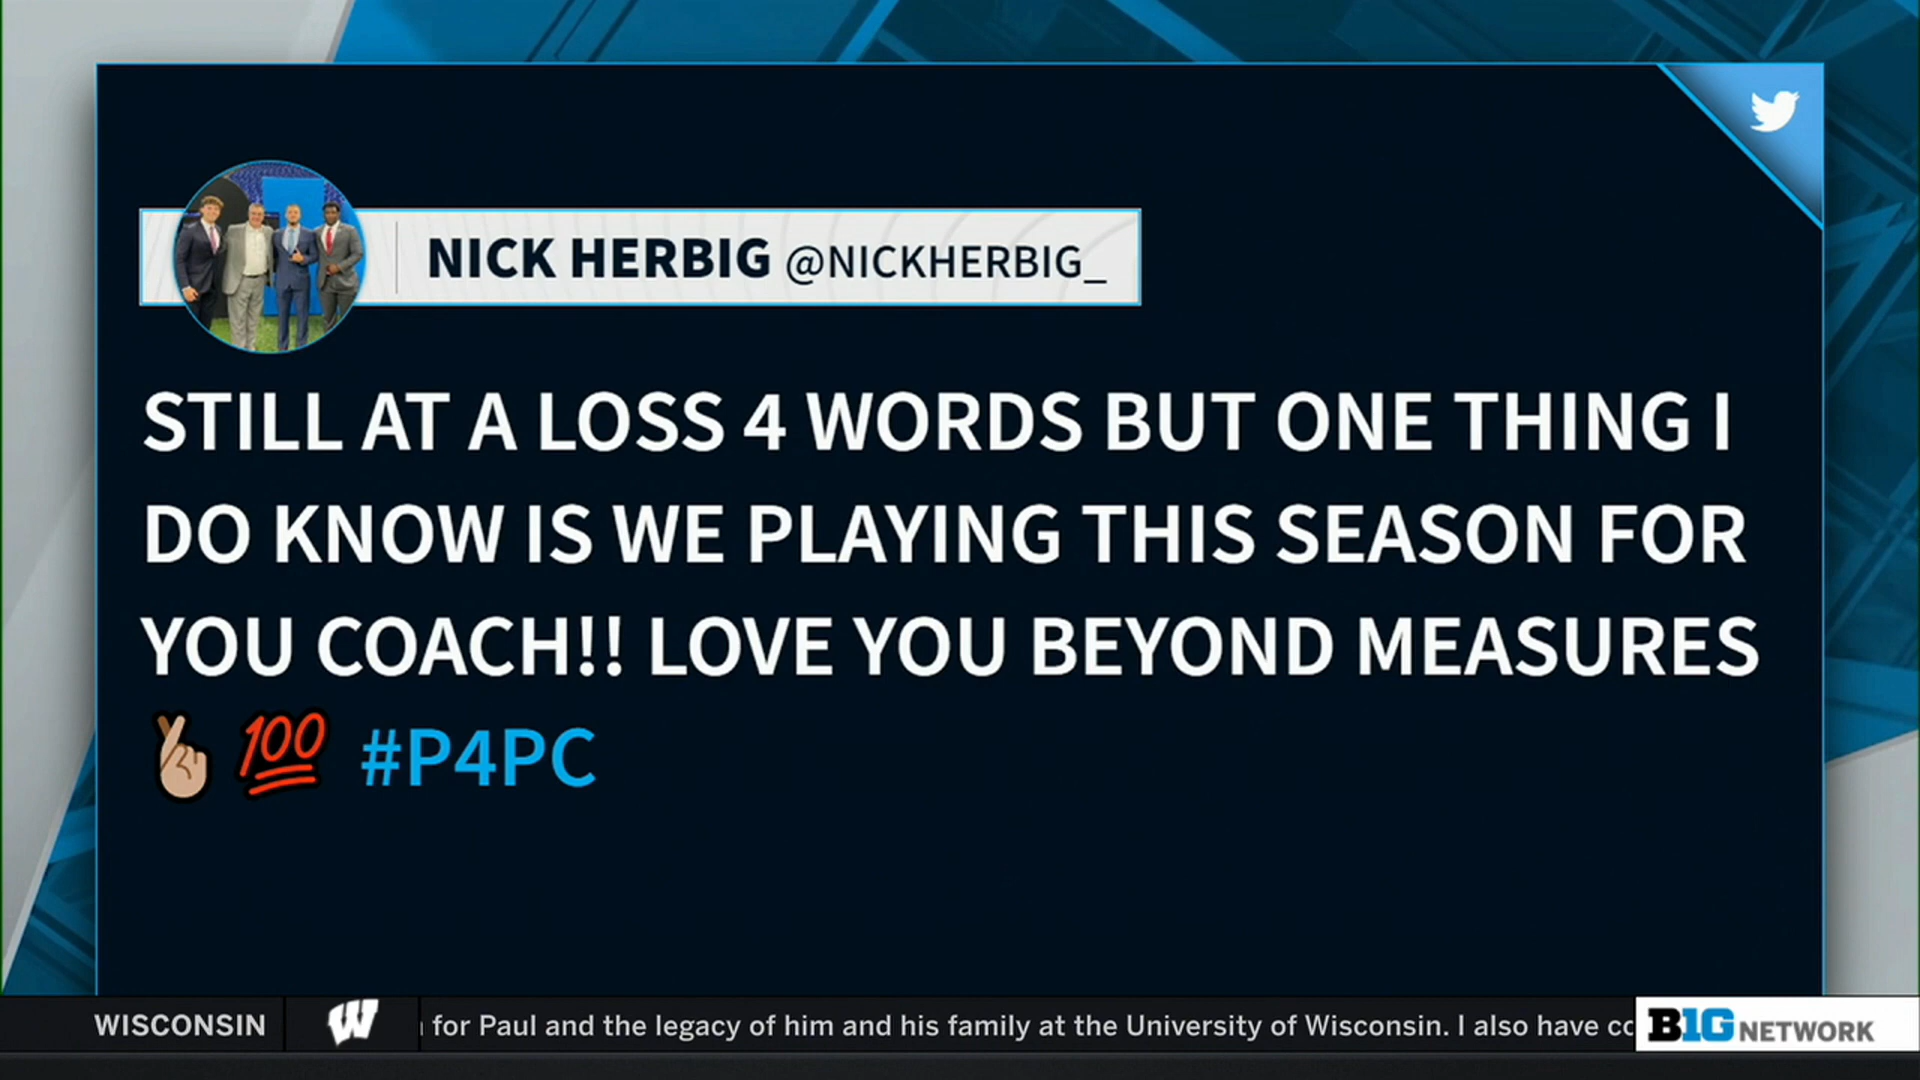 NICK HERBIG @NICKHERBIG_
STILL AT A LOSS 4 WORDS BUT ONE THING I
DO KNOW IS WE PLAYING THIS SEASON FOR
YOU COACH!! LOVE YOU BEYOND MEASURES
🤞🏼 💯 #P4PC
WISCONSIN W for Paul and the legacy of him and his family at the University of Wisconsin. I also have B1G NETWORK